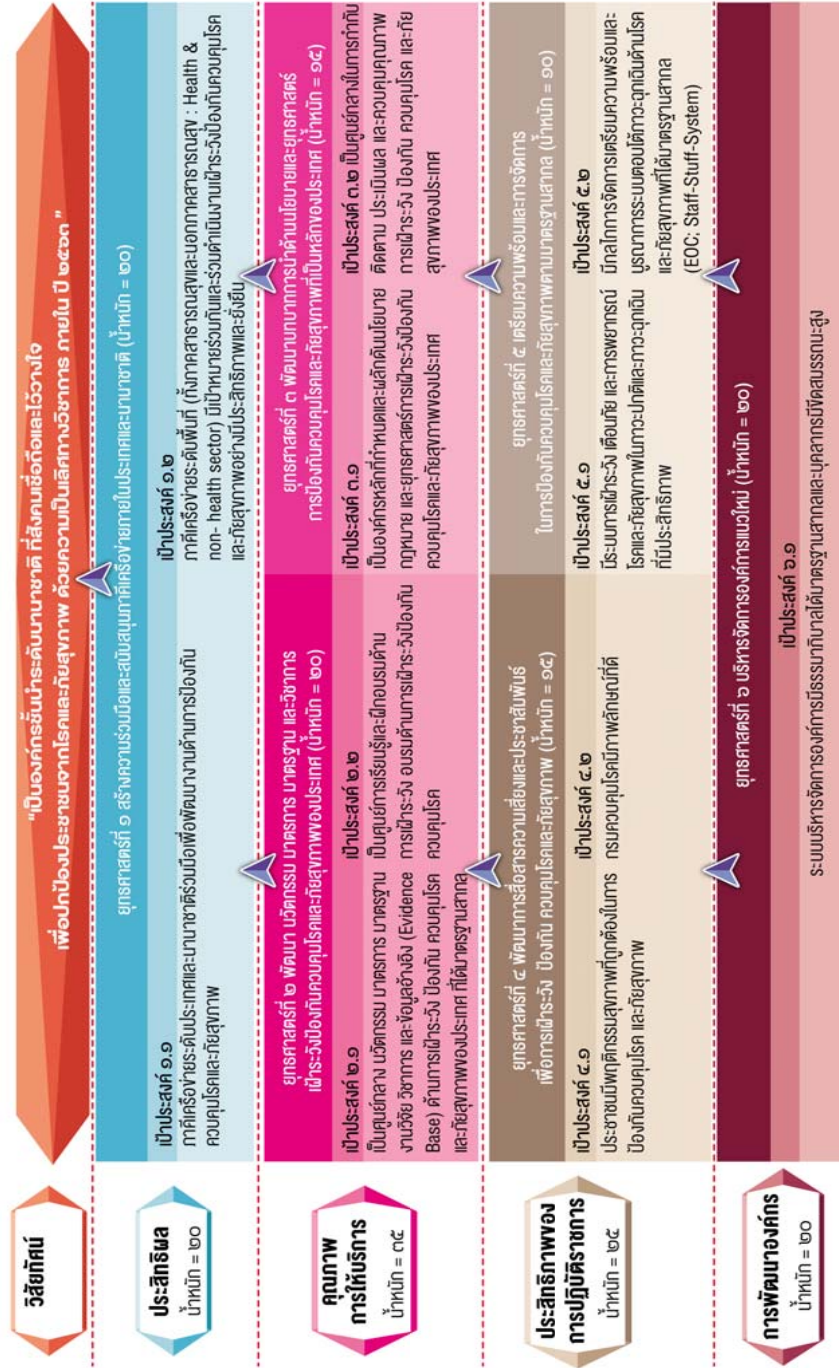 วิสัยทัศน์
"เป็นองค์กรชั้นนำระดับนานาชาติ ที่สังคมเชื่อถือและไว้วางใจ
เพื่อปกป้องประชาชนจากโรคและภัยสุขภาพ ด้วยความเป็นเลิศทางวิชาการ ภายใน ปี ๒๕๖๓"
ประสิทธิผล
น้ำหนัก = ๒๐
ยุทธศาสตร์ที่ ๑ สร้างความร่วมมือและสนับสนุนภาคีเครือข่ายภายในประเทศและนานาชาติ (น้ำหนัก = ๒๐)
เป้าประสงค์ ๑.๑
ภาคีเครือข่ายระดับประเทศและนานาชาติร่วมมือเพื่อพัฒนางานด้านการป้องกัน
ควบคุมโรคและภัยสุขภาพ
เป้าประสงค์ ๑.๒
ภาคีเครือข่ายระดับพื้นที่ (ทั้งภาคสาธารณสุขและนอกภาคสาธารณสุข : Health &
non- health sector) มีเป้าหมายร่วมกันและร่วมดำเนินงานเฝ้าระวังป้องกันควบคุมโรค
และภัยสุขภาพอย่างมีประสิทธิภาพและยั่งยืน
คุณภาพ
การให้บริการ
น้ำหนัก = ๓๕
ยุทธศาสตร์ที่ ๒ พัฒนา นวัตกรรม มาตรการ มาตรฐาน และวิชาการ
เฝ้าระวังป้องกันควบคุมโรคและภัยสุขภาพของประเทศ (น้ำหนัก = ๒๐)
เป้าประสงค์ ๒.๑
เป็นศูนย์กลาง นวัตกรรม มาตรการ มาตรฐาน
งานวิจัย วิชาการ และข้อมูลอ้างอิง (Evidence
Base) ด้านการเฝ้าระวัง ป้องกัน ควบคุมโรค
และภัยสุขภาพของประเทศ ที่ได้มาตรฐานสากล
เป้าประสงค์ ๒.๒
เป็นศูนย์การเรียนรู้และฝึกอบรมด้าน
การเฝ้าระวัง อบรมด้านการเฝ้าระวังป้องกัน
ควบคุมโรค
ยุทธศาสตร์ที่ ๓ พัฒนาบทบาทการนำด้านนโยบายและยุทธศาสตร์
การป้องกันควบคุมโรคและภัยสุขภาพที่เป็นหลักของประเทศ (น้ำหนัก = ๑๕)
เป้าประสงค์ ๓.๑
เป็นองค์กรหลักที่กำหนดและผลักดันนโยบาย
กฎหมาย และยุทธศาสตร์การเฝ้าระวังป้องกัน
ควบคุมโรคและภัยสุขภาพของประเทศ
เป้าประสงค์ ๓.๒ เป็นศูนย์กลางในการกำกับ
ติดตาม ประเมินผล และควบคุมคุณภาพ
การเฝ้าระวัง ป้องกัน ควบคุมโรค และภัย
สุขภาพของประเทศ
ประสิทธิภาพของ
การปฏิบัติราชการ
น้ำหนัก = ๒๕
ยุทธศาสตร์ที่ ๔ พัฒนาการสื่อสารความเสี่ยงและประชาสัมพันธ์
เพื่อการเฝ้าระวัง ป้องกัน ควบคุมโรคและภัยสุขภาพ (น้ำหนัก = ๑๕)
เป้าประสงค์ ๔.๑
ประชาชนมีพฤติกรรมสุขภาพที่ถูกต้องในการ
ป้องกันควบคุมโรค และภัยสุขภาพ
เป้าประสงค์ ๔.๒
กรมควบคุมโรคมีภาพลักษณ์ที่ดี
ยุทธศาสตร์ที่ ๕ เตรียมความพร้อมและการจัดการ
ในการป้องกันควบคุมโรคและภัยสุขภาพตามมาตรฐานสากล (น้ำหนัก = ๑๐)
เป้าประสงค์ ๕.๑
มีระบบการเฝ้าระวัง เตือนภัย และการพยากรณ์
โรคและภัยสุขภาพในภาวะปกติและภาวะฉุกเฉิน
ที่มีประสิทธิภาพ
เป้าประสงค์ ๕.๒
มีกลไกการจัดการเตรียมความพร้อมและ
บูรณาการระบบตอบโต้ภาวะฉุกเฉินด้านโรค
และภัยสุขภาพที่ได้มาตรฐานสากล
(EOC; Staff-Stuff-System)
การพัฒนาองค์กร
น้ำหนัก = ๒๐
ยุทธศาสตร์ที่ ๖ บริหารจัดการองค์การแนวใหม่ (น้ำหนัก = ๒๐)
เป้าประสงค์ ๖.๑
ระบบบริหารจัดการองค์การมีธรรมาภิบาลได้มาตรฐานสากลและบุคลากรมีขีดสมรรถนะสูง